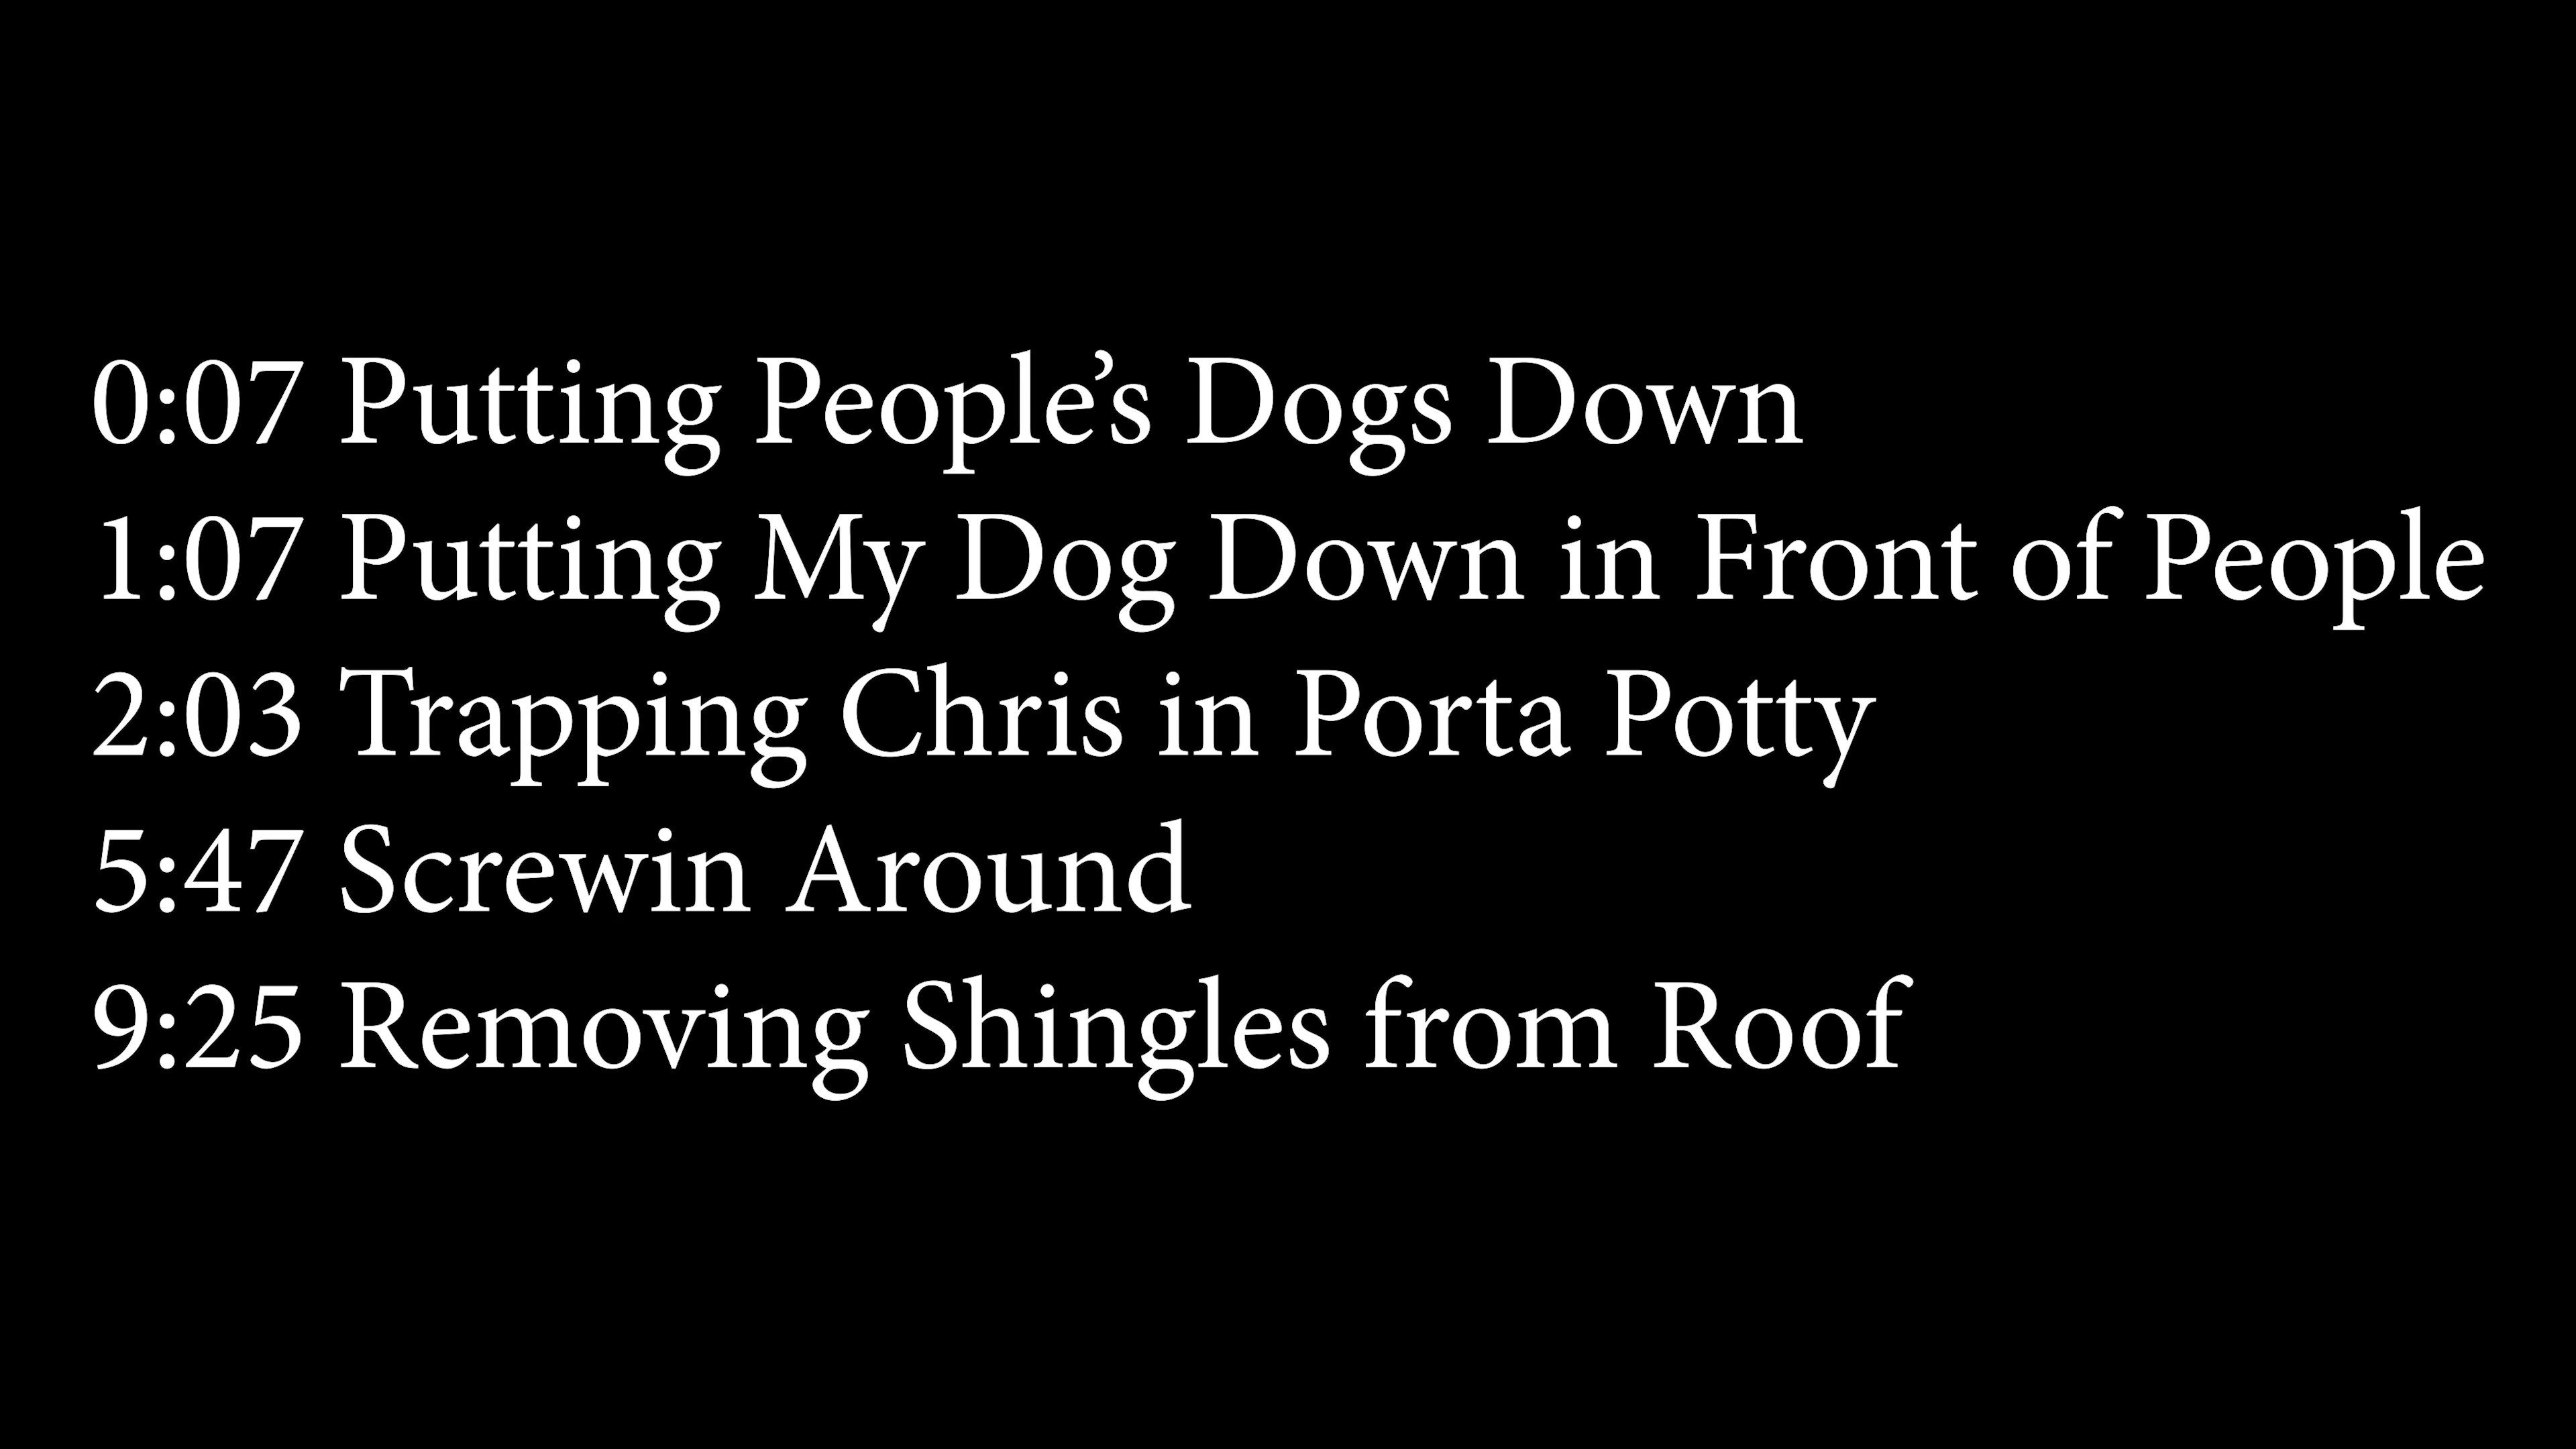 0:07 Putting People’s Dogs Down
1:07 Putting My Dog Down in Front of People
2:03 Trapping Chris in Porta Potty
5:47 Screwin Around
9:25 Removing Shingles from Roof